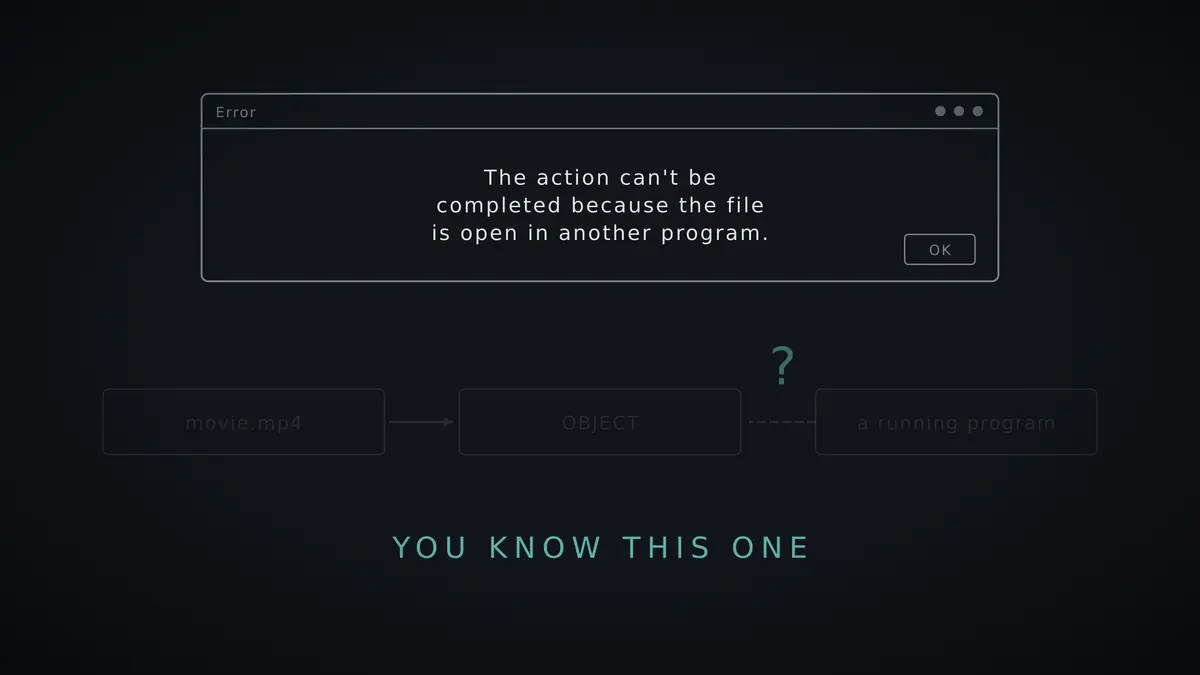 Error
The action can't be
completed because the file
is open in another program.
OK
?
movie.mp4
OBJECT
a running program
YOU KNOW THIS ONE